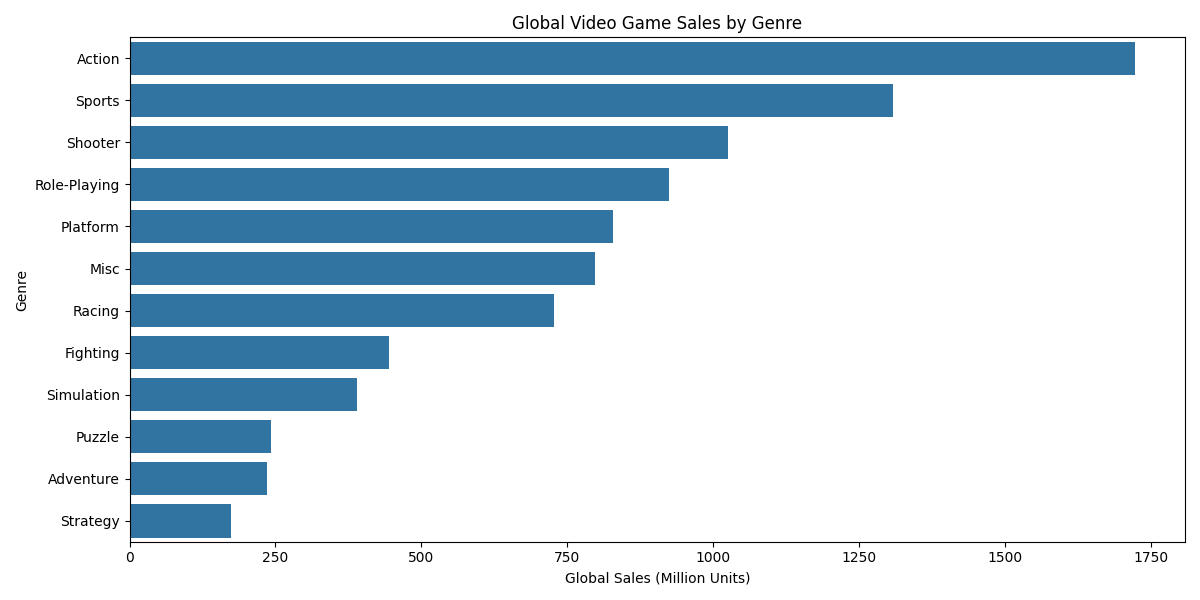 Global Video Game Sales by Genre
Action
Sports
Shooter
Role-Playing
Platform
Misc
Racing
Fighting
Simulation
Puzzle
Adventure
Strategy
Genre
0 250 500 750 1000 1250 1500 1750
Global Sales (Million Units)